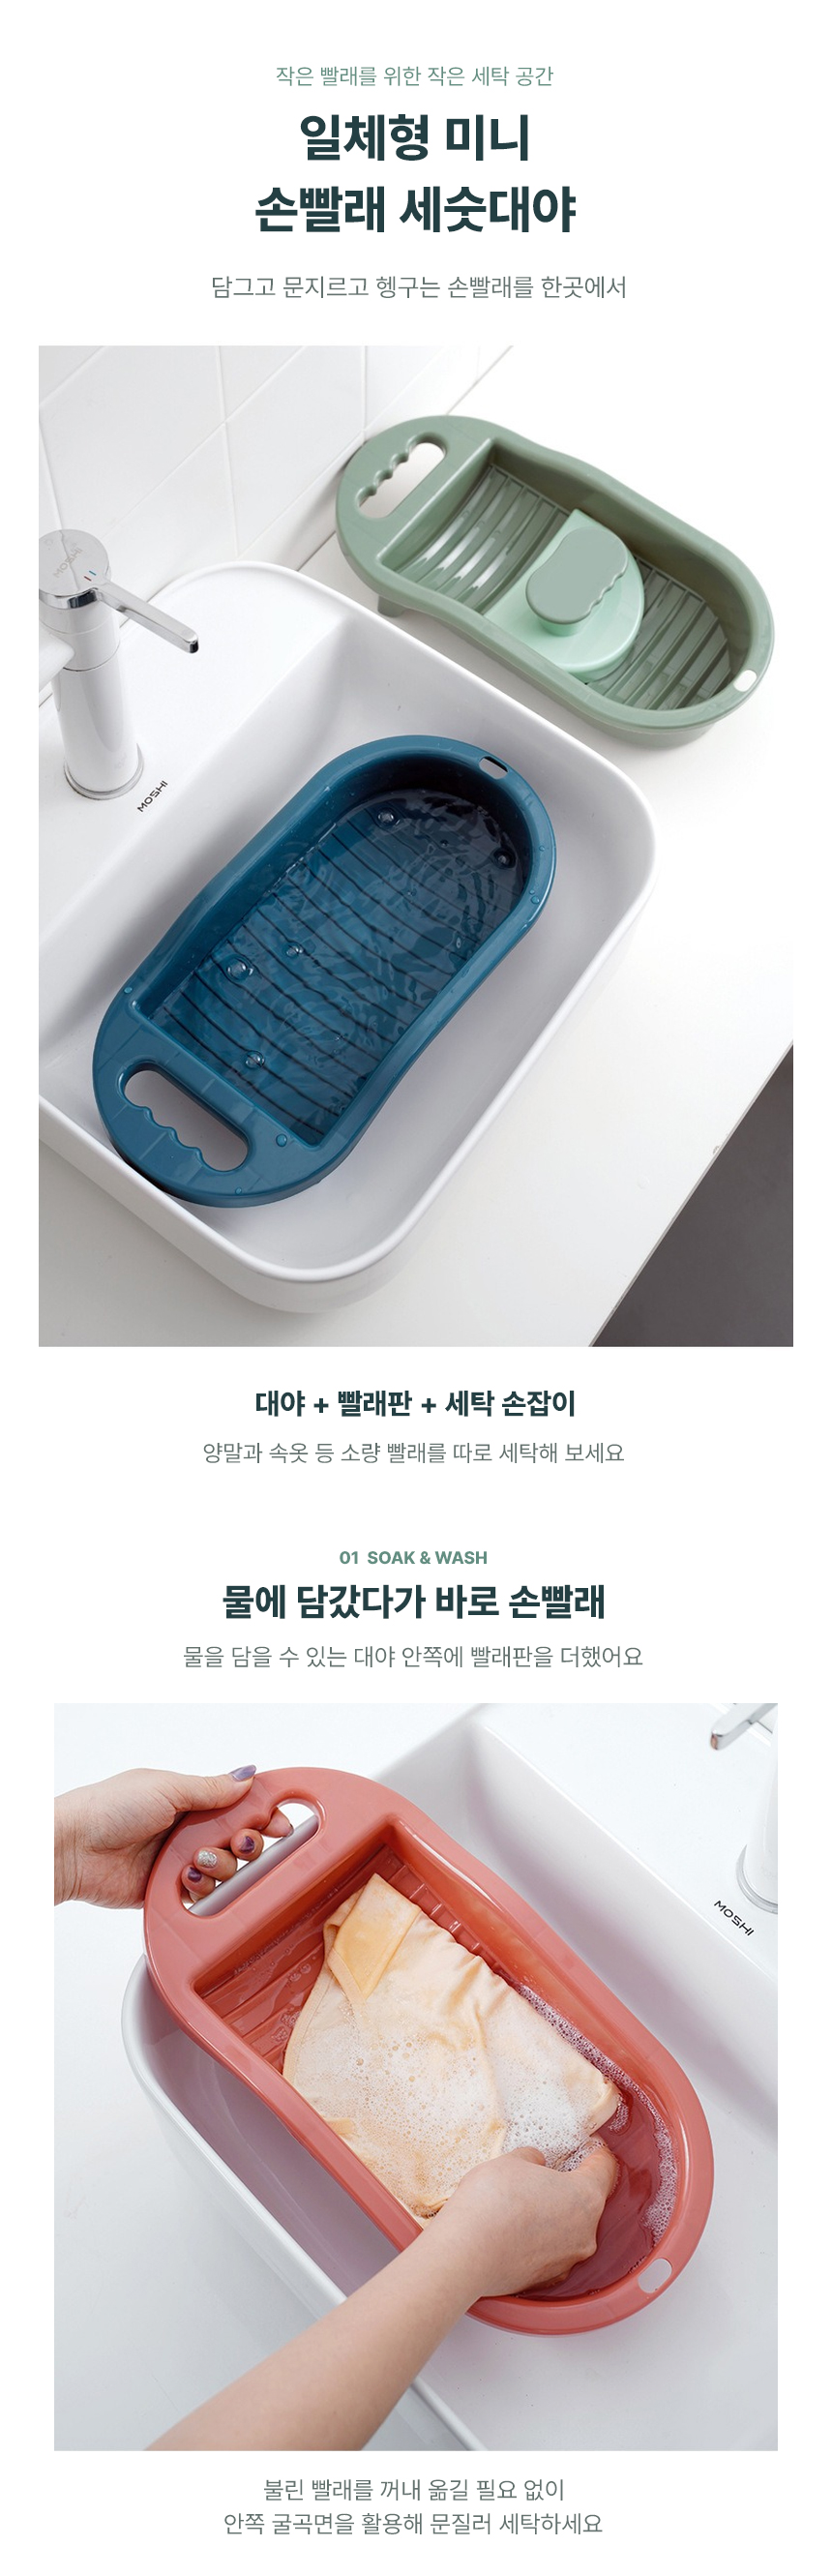 작은 빨래를 위한 작은 세탁 공간
일체형 미니
손빨래 세숫대야
담그고 문지르고 헹구는 손빨래를 한곳에서
MOSHI
MOSHI
대야 + 빨래판 + 세탁 손잡이
양말과 속옷 등 소량 빨래를 따로 세탁해 보세요
01 SOAK & WASH
물에 담갔다가 바로 손빨래
물을 담을 수 있는 대야 안쪽에 빨래판을 더했어요
MOSHI
불린 빨래를 꺼내 옮길 필요 없이
안쪽 굴곡면을 활용해 문질러 세탁하세요